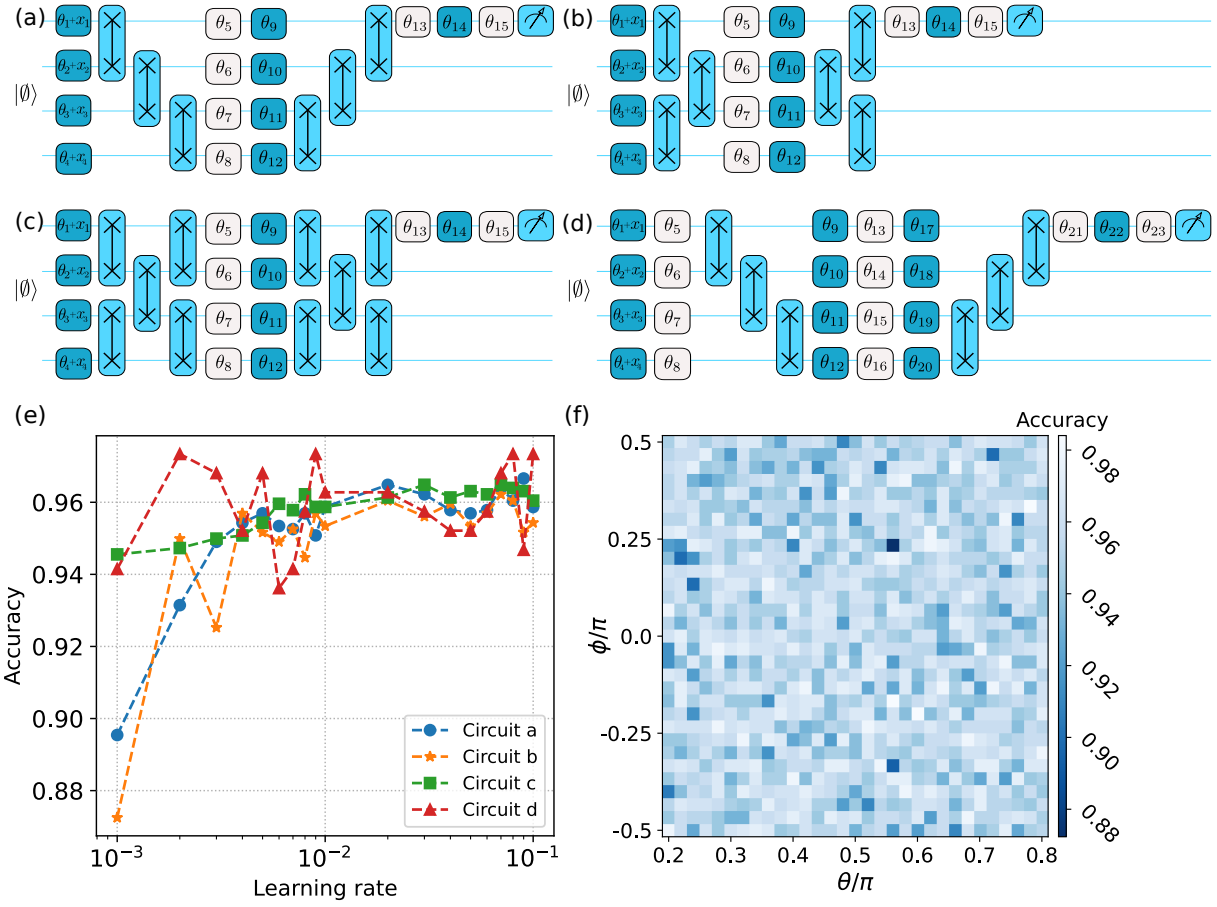 (a)
θ₁+x₁ θ₅ θ₉ θ₁₃ θ₁₄ θ₁₅
θ₂+x₂ θ₆ θ₁₀
|∅⟩
θ₃+x₃ θ₇ θ₁₁
θ₄+x₄ θ₈ θ₁₂
(b)
θ₁+x₁ θ₅ θ₉ θ₁₃ θ₁₄ θ₁₅
θ₂+x₂ θ₆ θ₁₀
|∅⟩
θ₃+x₃ θ₇ θ₁₁
θ₄+x₄ θ₈ θ₁₂
(c)
θ₁+x₁ θ₅ θ₉ θ₁₃ θ₁₄ θ₁₅
θ₂+x₂ θ₆ θ₁₀
|∅⟩
θ₃+x₃ θ₇ θ₁₁
θ₄+x₄ θ₈ θ₁₂
(d)
θ₁+x₁ θ₅ θ₉ θ₁₃ θ₁₇ θ₂₁ θ₂₂ θ₂₃
θ₂+x₂ θ₆ θ₁₀ θ₁₄ θ₁₈
|∅⟩
θ₃+x₃ θ₇ θ₁₁ θ₁₅ θ₁₉
θ₄+x₄ θ₈ θ₁₂ θ₁₆ θ₂₀
(e)
Accuracy
0.96
0.94
0.92
0.90
0.88
Circuit a
Circuit b
Circuit c
Circuit d
10⁻³ 10⁻² 10⁻¹
Learning rate
(f)
ϕ/π
0.5
0.25
0.0
-0.25
-0.5
0.2 0.3 0.4 0.5 0.6 0.7 0.8
θ/π
Accuracy
0.98
0.96
0.94
0.92
0.90
0.88